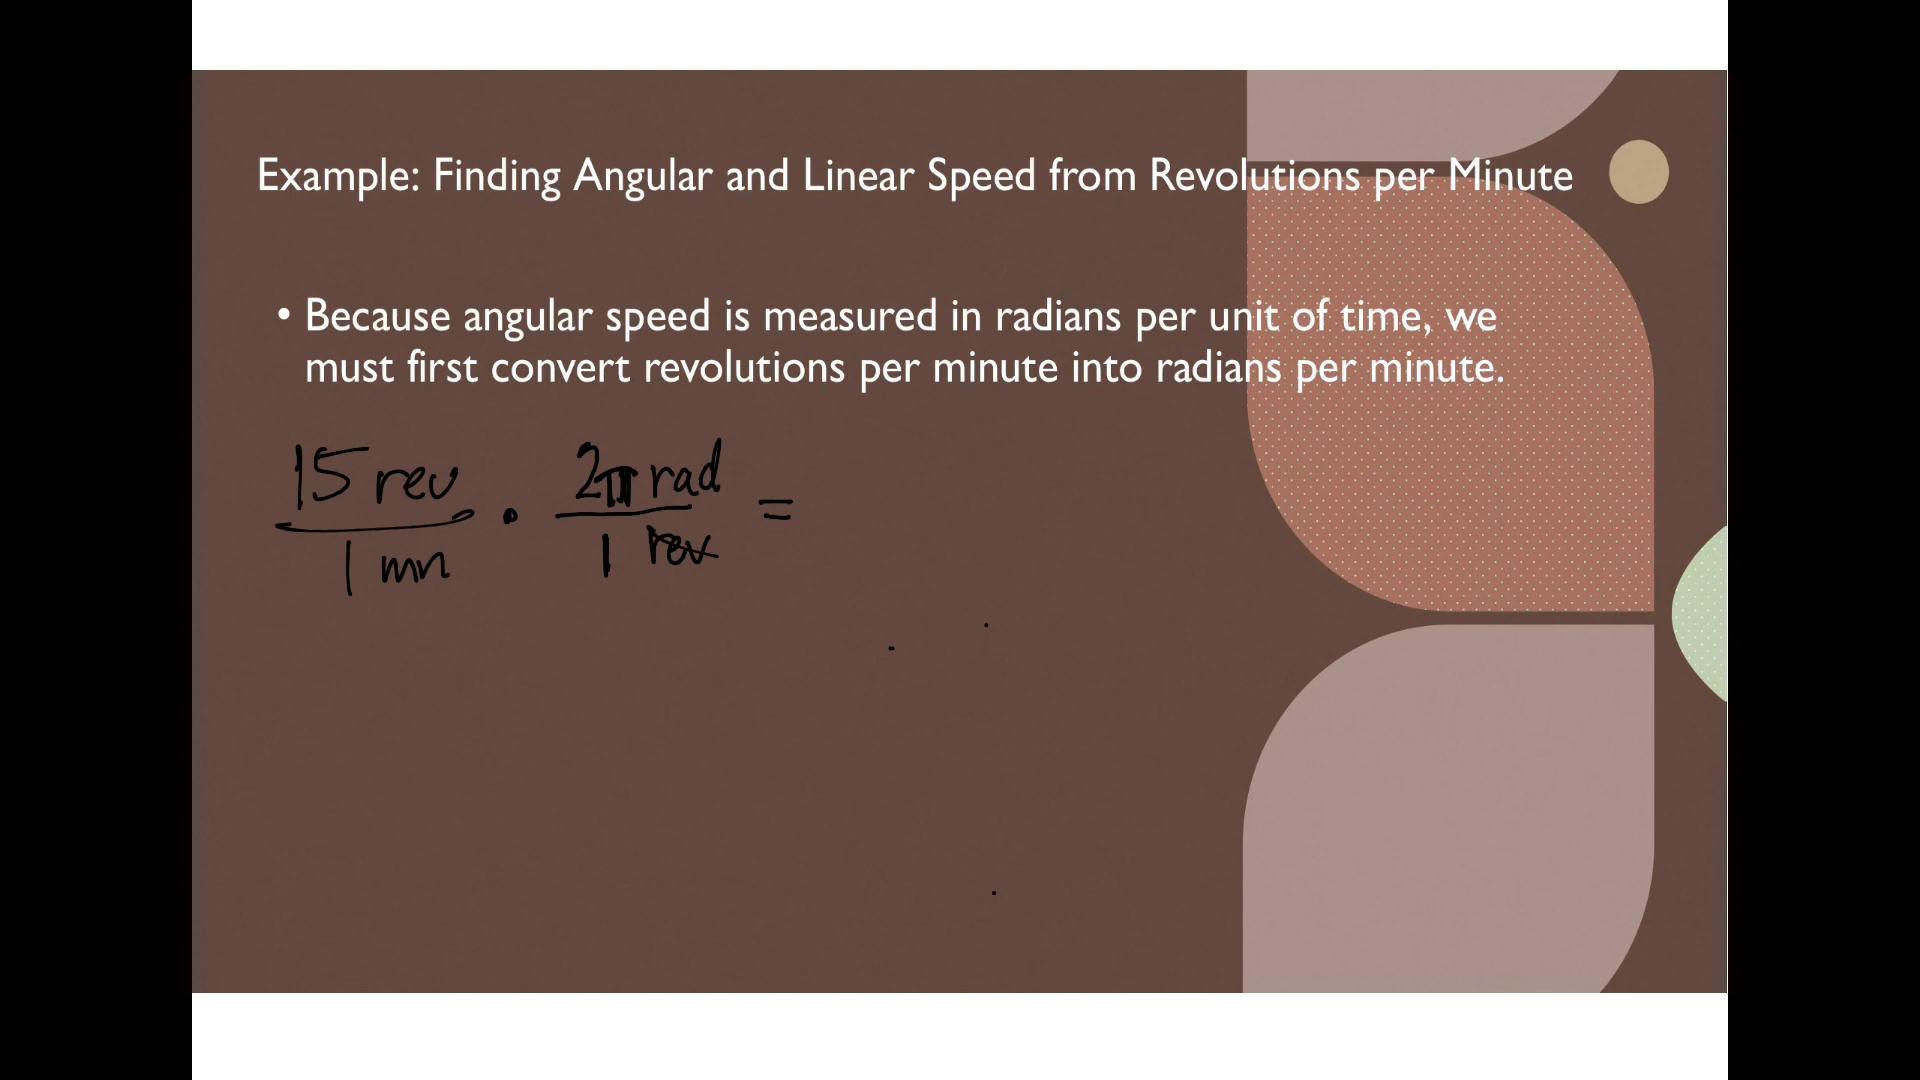 Example: Finding Angular and Linear Speed from Revolutions per Minute
• Because angular speed is measured in radians per unit of time, we
must first convert revolutions per minute into radians per minute.
15 rev · 2π rad =
1 mn 1 rev